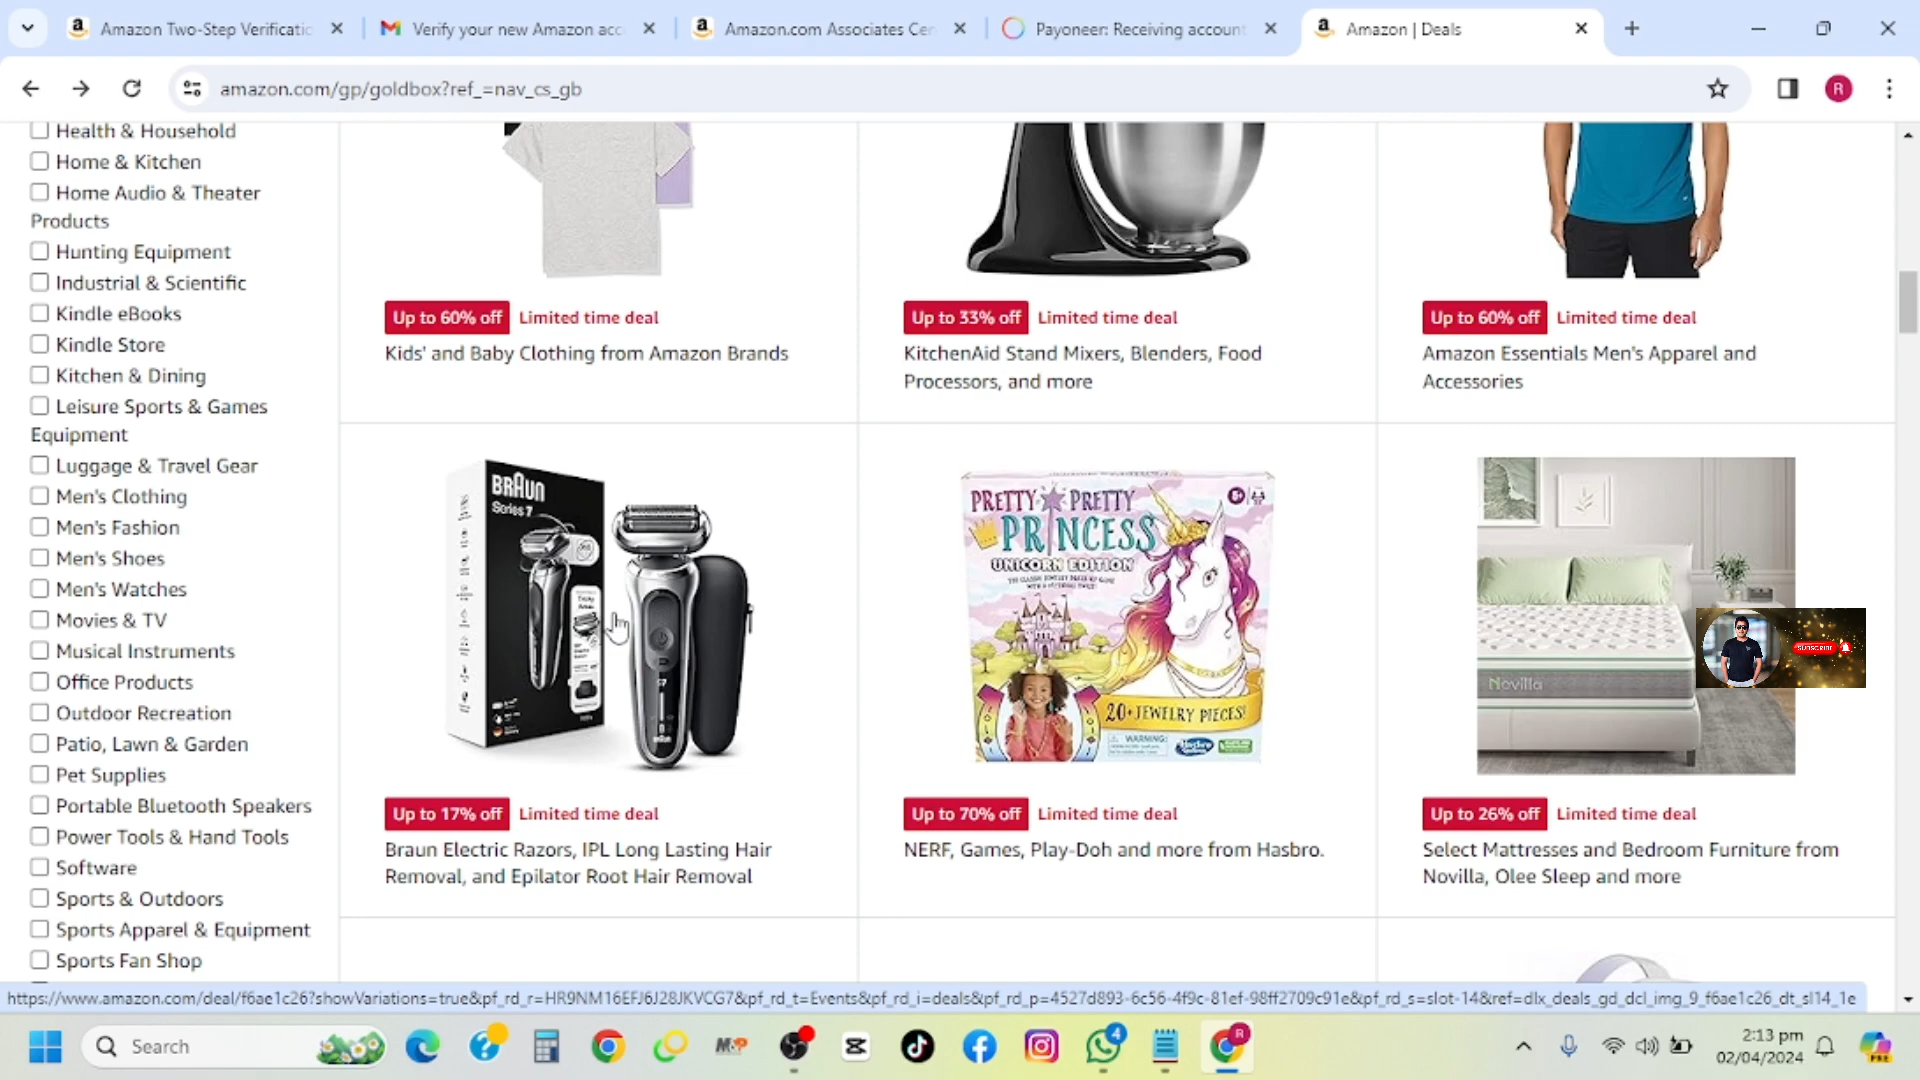 Amazon Two-Step Verificatio
Verify your new Amazon acc
Amazon.com Associates Cen
Payoneer: Receiving account
Amazon | Deals
amazon.com/gp/goldbox?ref_=nav_cs_gb
R
Health & Household
Home & Kitchen
Home Audio & Theater
Products
Hunting Equipment
Industrial & Scientific
Kindle eBooks
Kindle Store
Kitchen & Dining
Leisure Sports & Games
Equipment
Luggage & Travel Gear
Men's Clothing
Men's Fashion
Men's Shoes
Men's Watches
Movies & TV
Musical Instruments
Office Products
Outdoor Recreation
Patio, Lawn & Garden
Pet Supplies
Portable Bluetooth Speakers
Power Tools & Hand Tools
Software
Sports & Outdoors
Sports Apparel & Equipment
Sports Fan Shop
Up to 60% off Limited time deal
Kids' and Baby Clothing from Amazon Brands
Up to 33% off Limited time deal
KitchenAid Stand Mixers, Blenders, Food
Processors, and more
Up to 60% off Limited time deal
Amazon Essentials Men's Apparel and
Accessories
BRAUN
Series 7
Up to 17% off Limited time deal
Braun Electric Razors, IPL Long Lasting Hair
Removal, and Epilator Root Hair Removal
PRETTY PRETTY
PRINCESS
UNICORN EDITION
20+ JEWELRY PIECES!
WARNING:
Hasbro
Up to 70% off Limited time deal
NERF, Games, Play-Doh and more from Hasbro.
Novilla
SUBSCRIBE
Up to 26% off Limited time deal
Select Mattresses and Bedroom Furniture from
Novilla, Olee Sleep and more
https://www.amazon.com/deal/f6ae1c26?showVariations=true&pf_rd_r=HR9NM16EFJ6J28JKVCG7&pf_rd_t=Events&pf_rd_i=deals&pf_rd_p=4527d893-6c56-4f9c-81ef-98ff2709c91e&pf_rd_s=slot-14&ref=dlx_deals_gd_dcl_img_9_f6ae1c26_dt_sl14_1e
Search
4
R
2:13 pm
02/04/2024
PRE